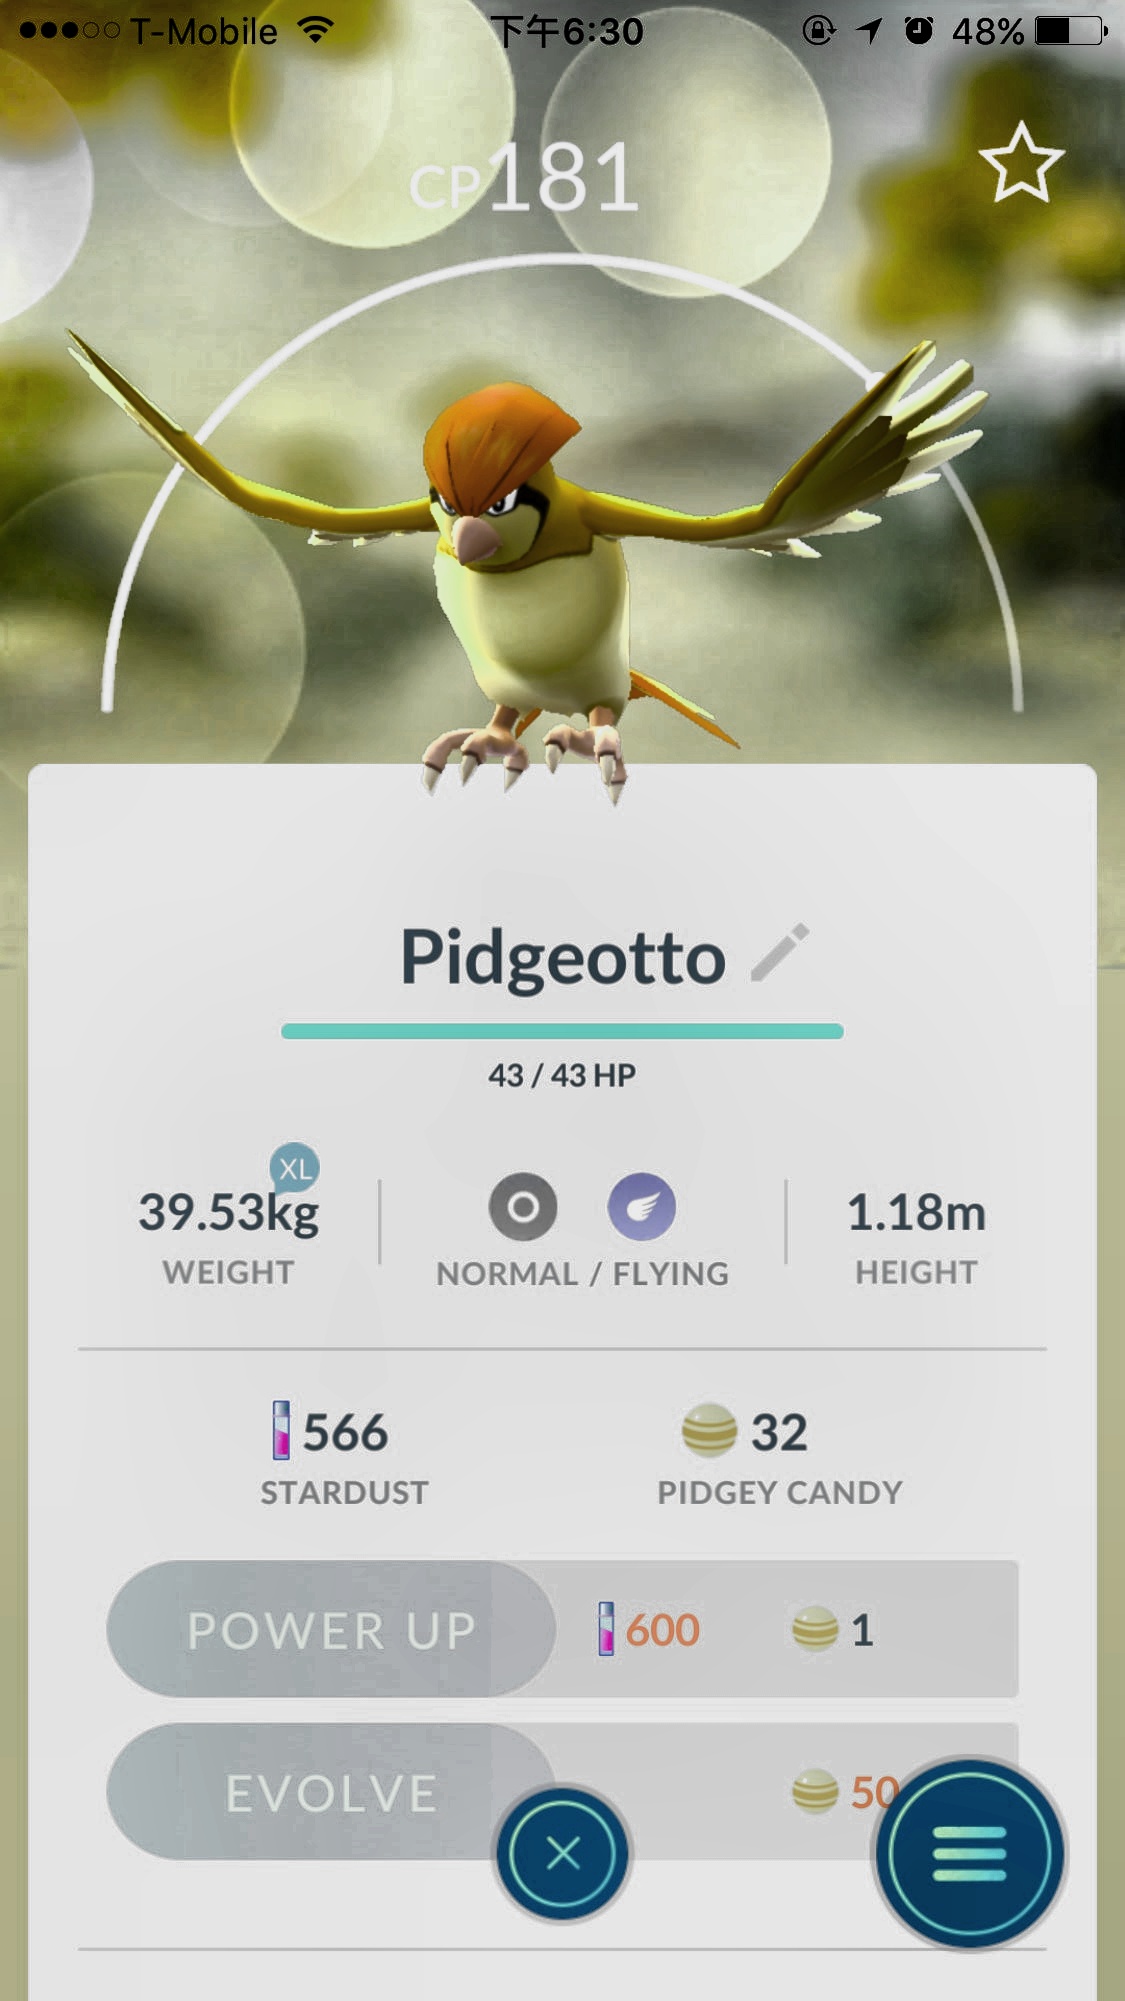 T-Mobile 下午6:30 48%
CP181
Pidgeotto
43 / 43 HP
XL
39.53kg
WEIGHT
NORMAL / FLYING
1.18m
HEIGHT
566
STARDUST
32
PIDGEY CANDY
POWER UP 600 1
EVOLVE 50